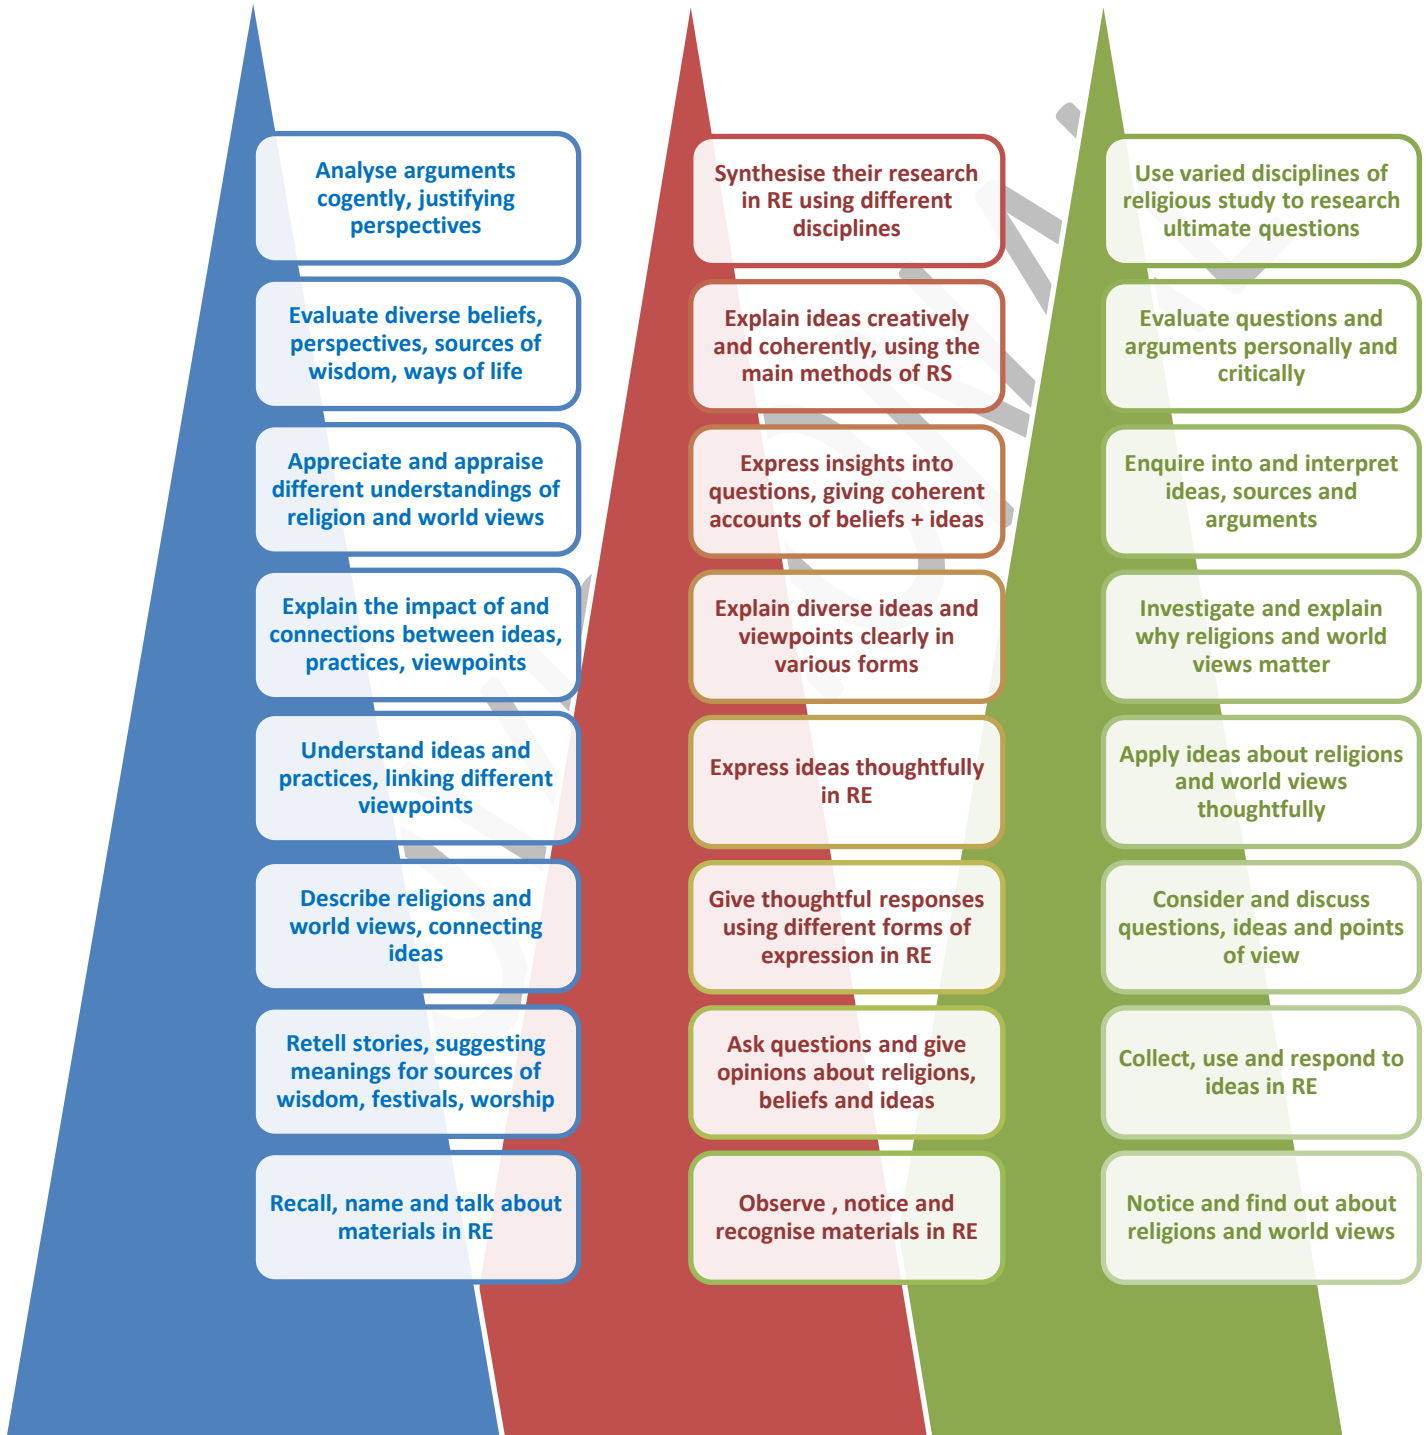 Analyse arguments
cogently, justifying
perspectives
Evaluate diverse beliefs,
perspectives, sources of
wisdom, ways of life
Appreciate and appraise
different understandings of
religion and world views
Explain the impact of and
connections between ideas,
practices, viewpoints
Understand ideas and
practices, linking different
viewpoints
Describe religions and
world views, connecting
ideas
Retell stories, suggesting
meanings for sources of
wisdom, festivals, worship
Recall, name and talk about
materials in RE
Synthesise their research
in RE using different
disciplines
Explain ideas creatively
and coherently, using the
main methods of RS
Express insights into
questions, giving coherent
accounts of beliefs + ideas
Explain diverse ideas and
viewpoints clearly in
various forms
Express ideas thoughtfully
in RE
Give thoughtful responses
using different forms of
expression in RE
Ask questions and give
opinions about religions,
beliefs and ideas
Observe , notice and
recognise materials in RE
Use varied disciplines of
religious study to research
ultimate questions
Evaluate questions and
arguments personally and
critically
Enquire into and interpret
ideas, sources and
arguments
Investigate and explain
why religions and world
views matter
Apply ideas about religions
and world views
thoughtfully
Consider and discuss
questions, ideas and points
of view
Collect, use and respond to
ideas in RE
Notice and find out about
religions and world views